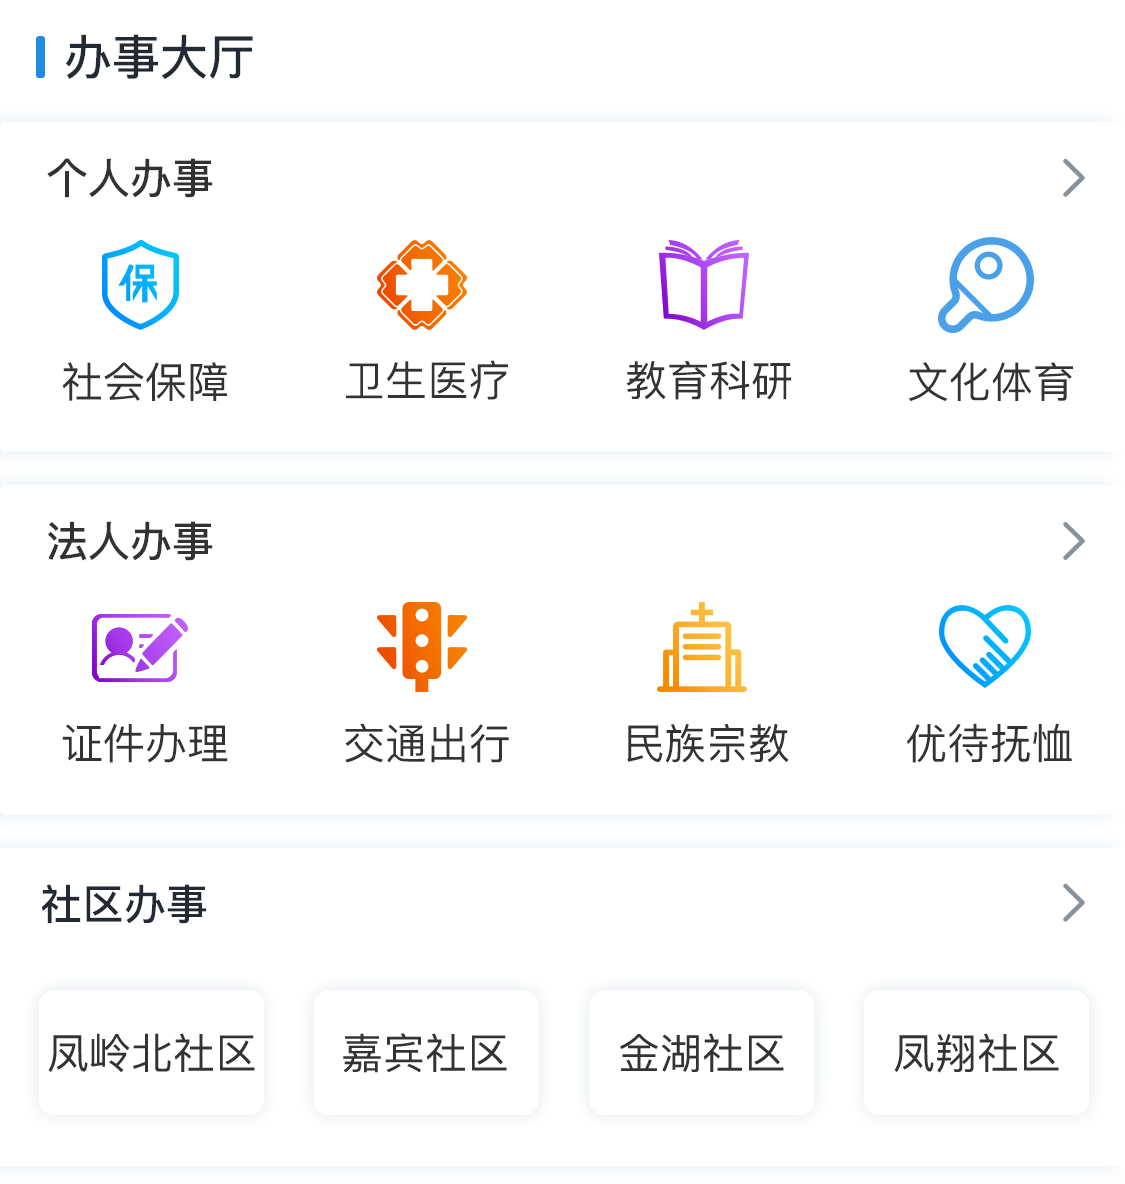 办事大厅
个人办事
保
社会保障 卫生医疗 教育科研 文化体育
法人办事
证件办理 交通出行 民族宗教 优待抚恤
社区办事
凤岭北社区 嘉宾社区 金湖社区 凤翔社区